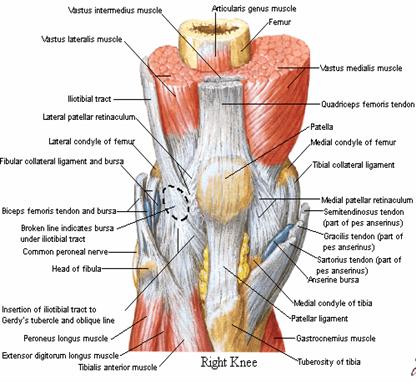 Vastus intermedius muscle
Articularis genus muscle
Femur
Vastus lateralis muscle
Vastus medialis muscle
Iliotibial tract
Quadriceps femoris tendon
Lateral patellar retinaculum
Patella
Lateral condyle of femur
Medial condyle of femur
Fibular collateral ligament and bursa
Tibial collateral ligament
Medial patellar retinaculum
Biceps femoris tendon and bursa
Semitendinosus tendon
(part of pes anserinus)
Broken line indicates bursa
under iliotibial tract
Gracilis tendon (part of
pes anserinus)
Common peroneal nerve
Sartorius tendon (part of
pes anserinus)
Head of fibula
Anserine bursa
Insertion of iliotibial tract to
Gerdy's tubercle and oblique line
Medial condyle of tibia
Patellar ligament
Peroneus longus muscle
Gastrocnemius muscle
Extensor digitorum longus muscle
Tibialis anterior muscle
Right Knee
Tuberosity of tibia